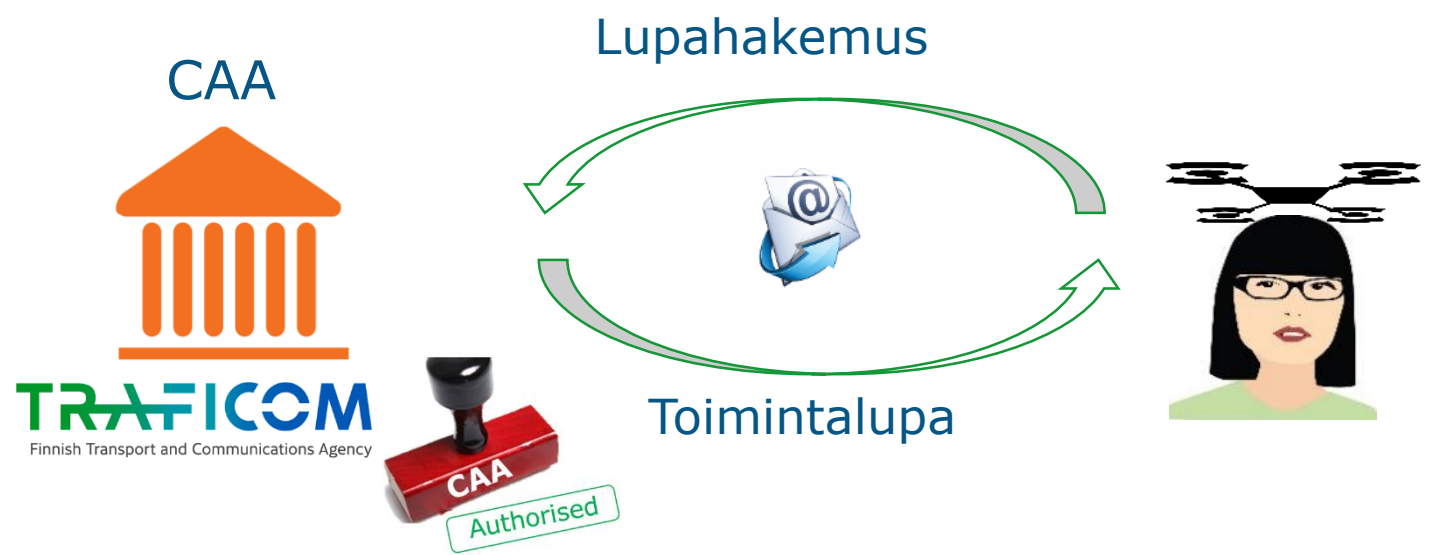 Lupahakemus
CAA
@
TRAFICOM
Finnish Transport and Communications Agency
Toimintalupa
CAA
Authorised